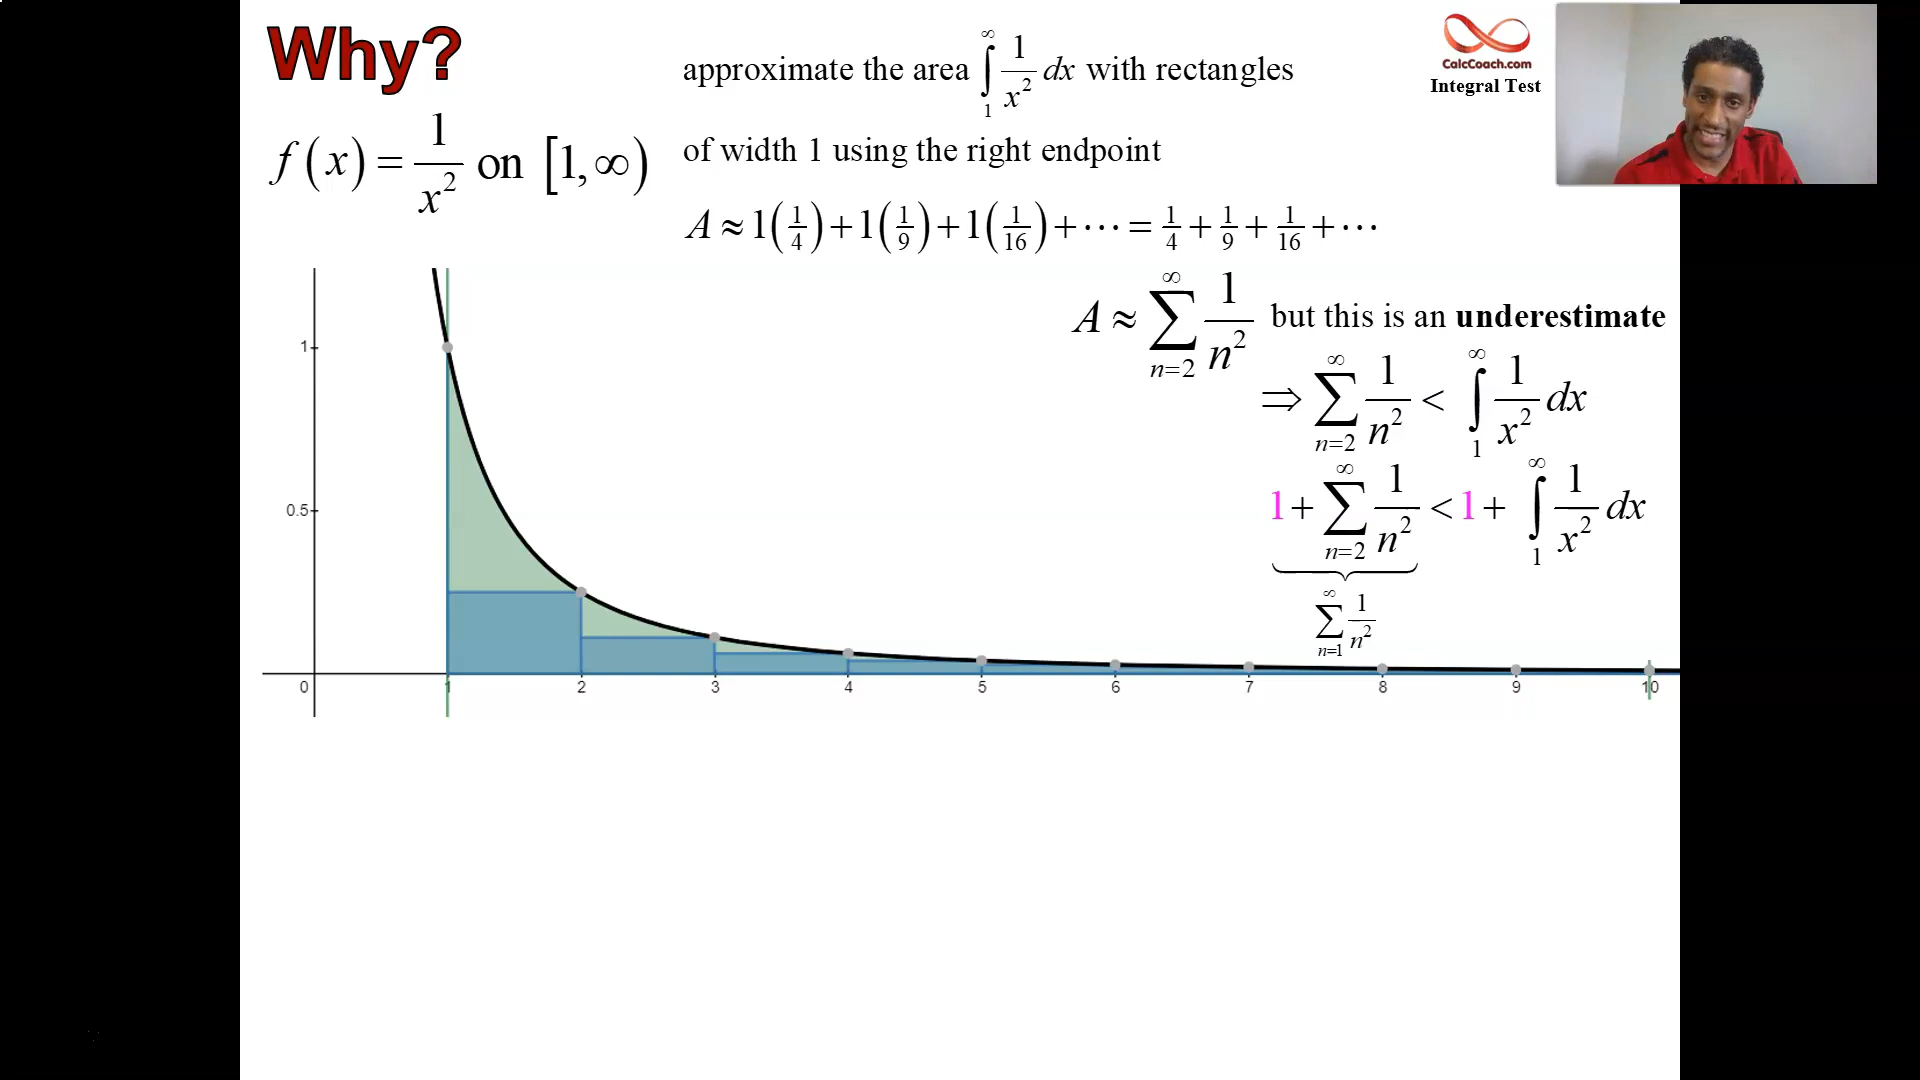 Why?
f(x) = 1/x² on [1, ∞)
approximate the area ∫₁^∞ 1/x² dx with rectangles
of width 1 using the right endpoint
A ≈ 1(1/4) + 1(1/9) + 1(1/16) + ⋯ = 1/4 + 1/9 + 1/16 + ⋯
CalcCoach.com
Integral Test
A ≈ ∑_{n=2}^∞ 1/n² but this is an underestimate
⇒ ∑_{n=2}^∞ 1/n² < ∫₁^∞ 1/x² dx
1 + ∑_{n=2}^∞ 1/n² < 1 + ∫₁^∞ 1/x² dx
∑_{n=1}^∞ 1/n²
1
0.5
0 1 2 3 4 5 6 7 8 9 10